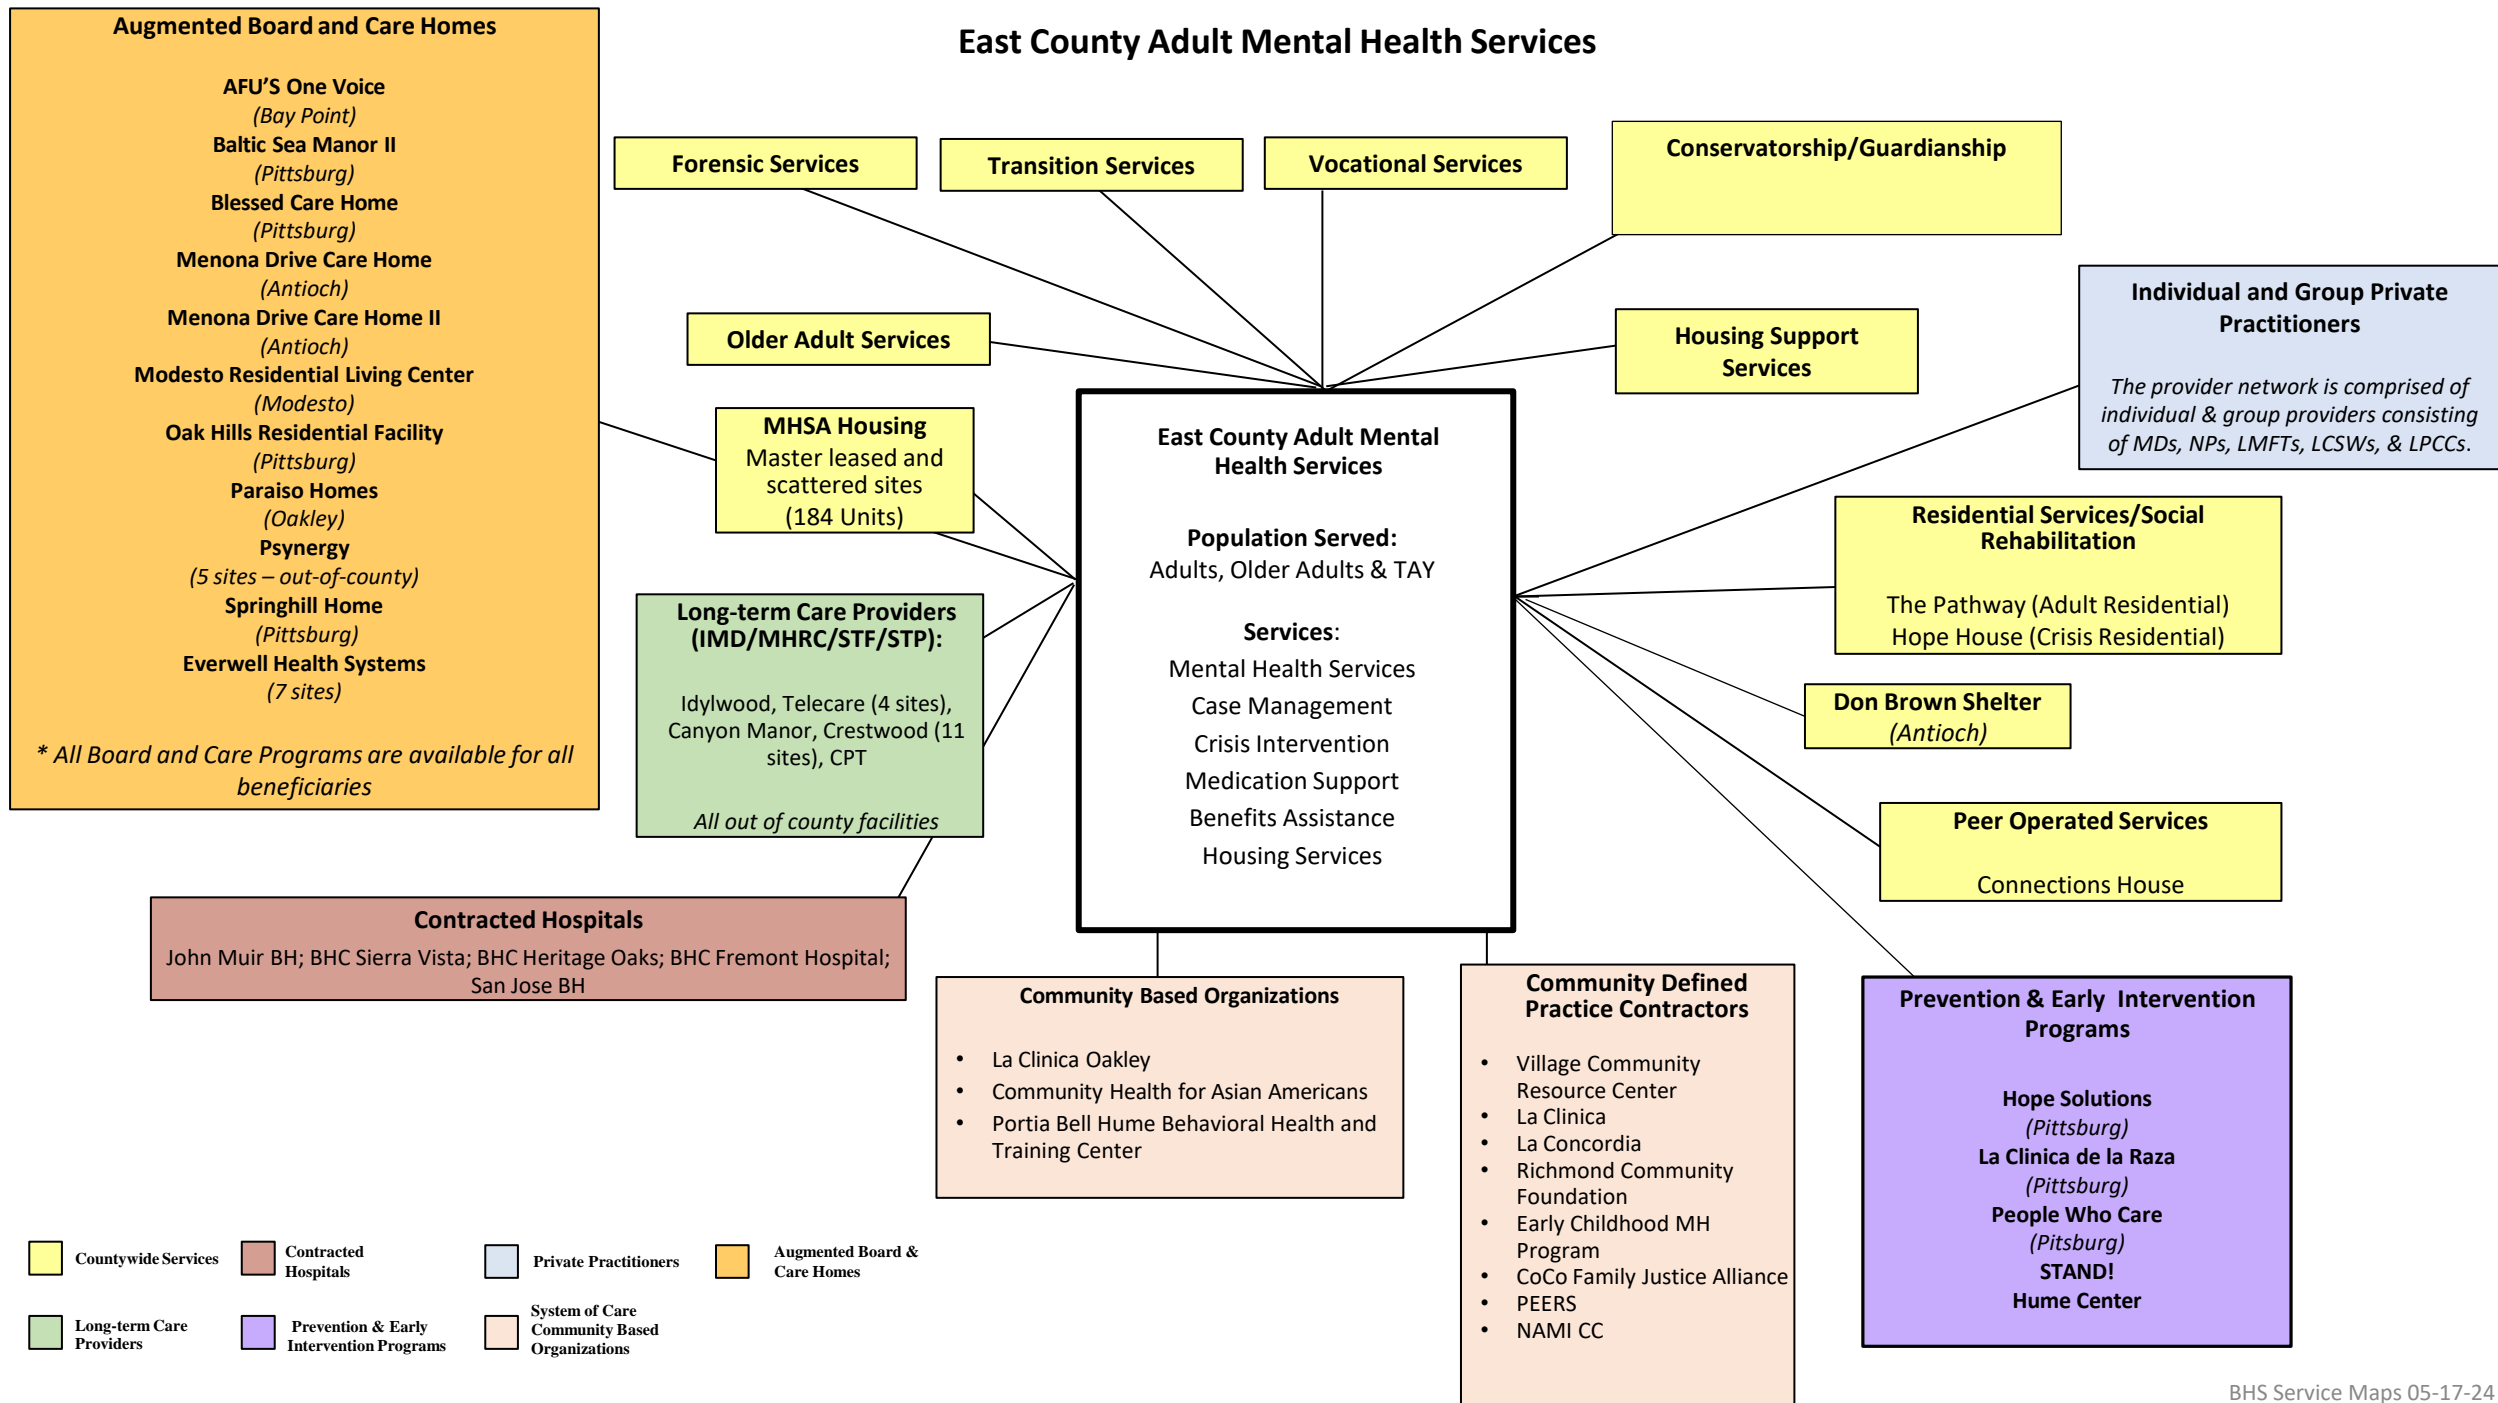 East County Adult Mental Health Services
Augmented Board and Care Homes
AFU'S One Voice
(Bay Point)
Baltic Sea Manor II
(Pittsburg)
Blessed Care Home
(Pittsburg)
Menona Drive Care Home
(Antioch)
Menona Drive Care Home II
(Antioch)
Modesto Residential Living Center
(Modesto)
Oak Hills Residential Facility
(Pittsburg)
Paraiso Homes
(Oakley)
Psynergy
(5 sites – out-of-county)
Springhill Home
(Pittsburg)
Everwell Health Systems
(7 sites)
* All Board and Care Programs are available for all
beneficiaries
Forensic Services
Transition Services
Vocational Services
Conservatorship/Guardianship
Older Adult Services
Housing Support
Services
Individual and Group Private
Practitioners
The provider network is comprised of
individual & group providers consisting
of MDs, NPs, LMFTs, LCSWs, & LPCCs.
MHSA Housing
Master leased and
scattered sites
(184 Units)
East County Adult Mental
Health Services
Population Served:
Adults, Older Adults & TAY
Services:
Mental Health Services
Case Management
Crisis Intervention
Medication Support
Benefits Assistance
Housing Services
Residential Services/Social
Rehabilitation
The Pathway (Adult Residential)
Hope House (Crisis Residential)
Long-term Care Providers
(IMD/MHRC/STF/STP):
Idylwood, Telecare (4 sites),
Canyon Manor, Crestwood (11
sites), CPT
All out of county facilities
Don Brown Shelter
(Antioch)
Peer Operated Services
Connections House
Contracted Hospitals
John Muir BH; BHC Sierra Vista; BHC Heritage Oaks; BHC Fremont Hospital;
San Jose BH
Community Based Organizations
• La Clinica Oakley
• Community Health for Asian Americans
• Portia Bell Hume Behavioral Health and
Training Center
Community Defined
Practice Contractors
• Village Community
Resource Center
• La Clinica
• La Concordia
• Richmond Community
Foundation
• Early Childhood MH
Program
• CoCo Family Justice Alliance
• PEERS
• NAMI CC
Prevention & Early Intervention
Programs
Hope Solutions
(Pittsburg)
La Clinica de la Raza
(Pittsburg)
People Who Care
(Pitsburg)
STAND!
Hume Center
Countywide Services
Contracted
Hospitals
Private Practitioners
Augmented Board &
Care Homes
Long-term Care
Providers
Prevention & Early
Intervention Programs
System of Care
Community Based
Organizations
BHS Service Maps 05-17-24